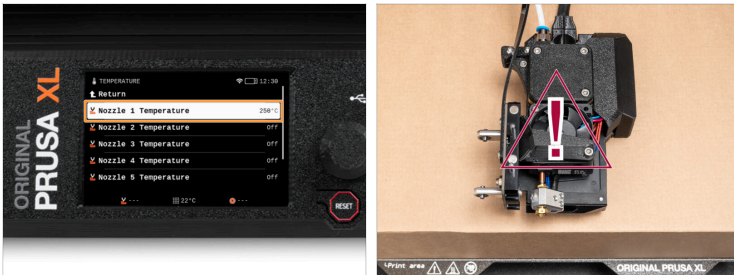 ORIGINAL
PRUSA XL
TEMPERATURE
12:30
Return
Nozzle 1 Temperature 250°C
Nozzle 2 Temperature Off
Nozzle 3 Temperature Off
Nozzle 4 Temperature Off
Nozzle 5 Temperature Off
--- 22°C ---
RESET
!
Print area
ORIGINAL PRUSA XL